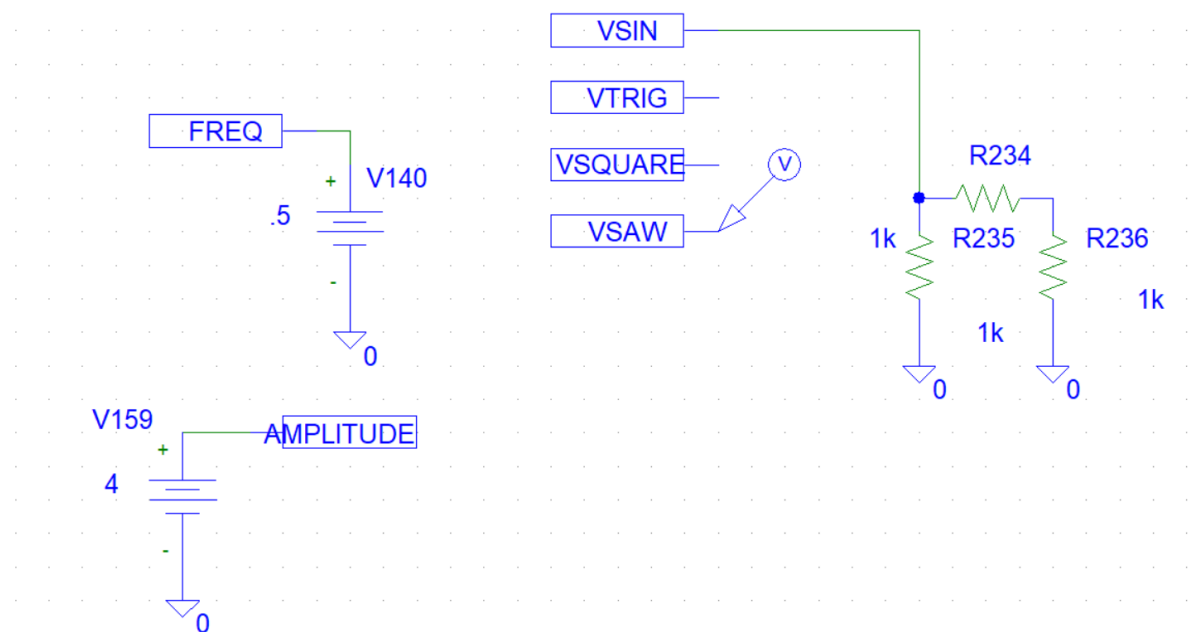 VSIN
VTRIG
FREQ
V
R234
VSQUARE
+
V140
.5
VSAW
1k
R235
R236
-
1k
1k
0
0
0
V159
AMPLITUDE
+
4
-
0